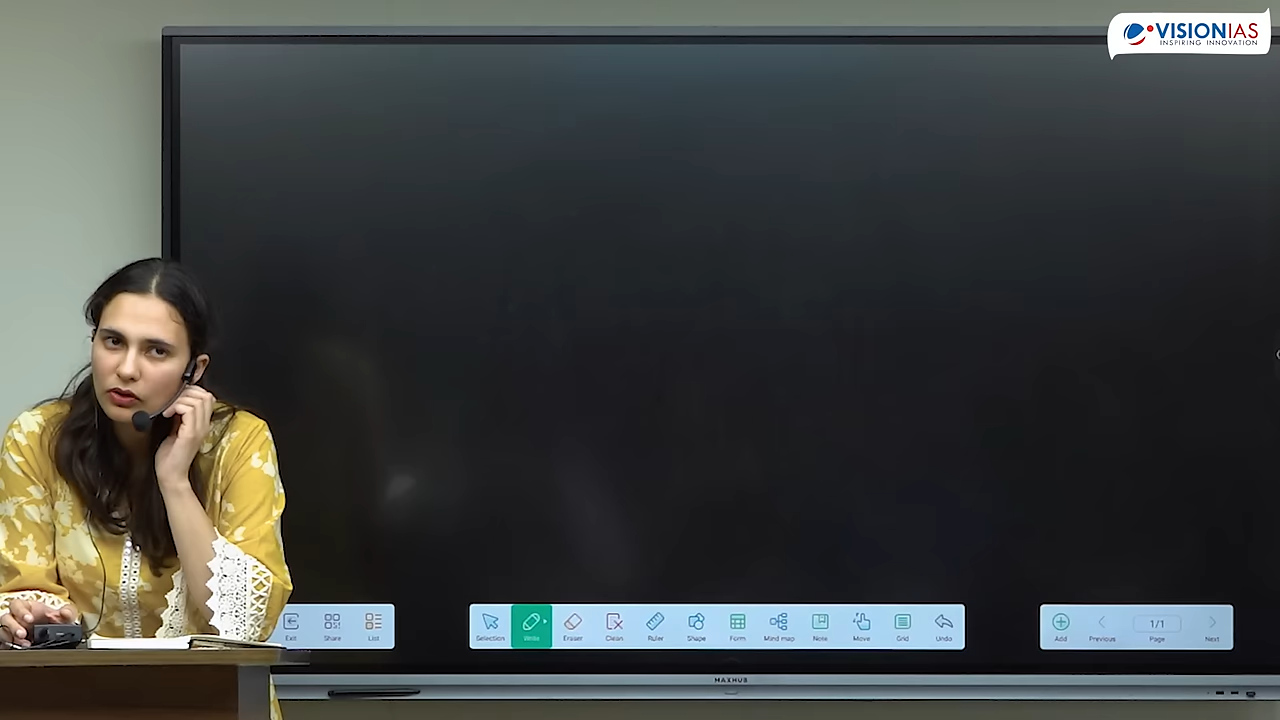 VISIONIAS
INSPIRING INNOVATION
Exit
Share
List
Selection
Write
Eraser
Clean
Ruler
Shape
Form
Mind map
Note
Move
Grid
Undo
Add
Previous
1/1
Page
Next
MAXHUB